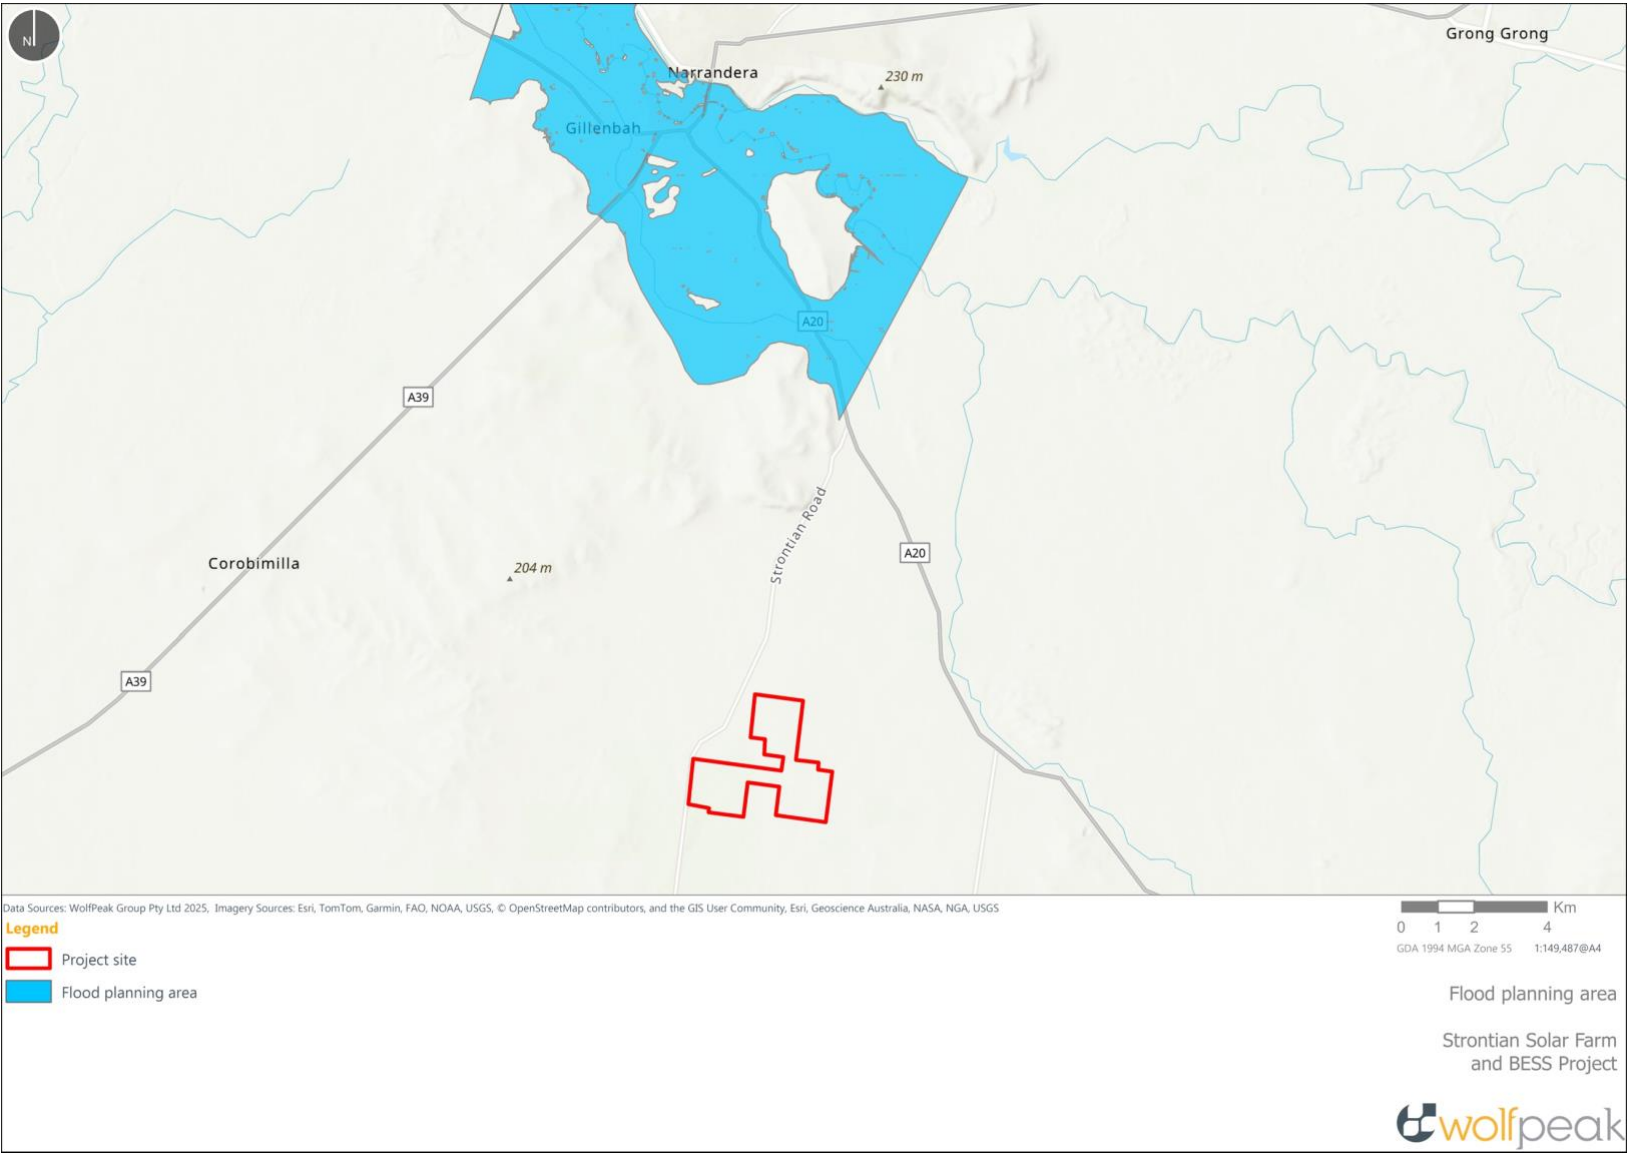 N
Grong Grong
Narrandera
230 m
Gillenbah
A20
A39
Strontian Road
A20
Corobimilla
204 m
A39
Data Sources: WolfPeak Group Pty Ltd 2025, Imagery Sources: Esri, TomTom, Garmin, FAO, NOAA, USGS, © OpenStreetMap contributors, and the GIS User Community, Esri, Geoscience Australia, NASA, NGA, USGS
Legend
Project site
Flood planning area
Km
0 1 2 4
GDA 1994 MGA Zone 55 1:149,487@A4
Flood planning area
Strontian Solar Farm
and BESS Project
wolfpeak